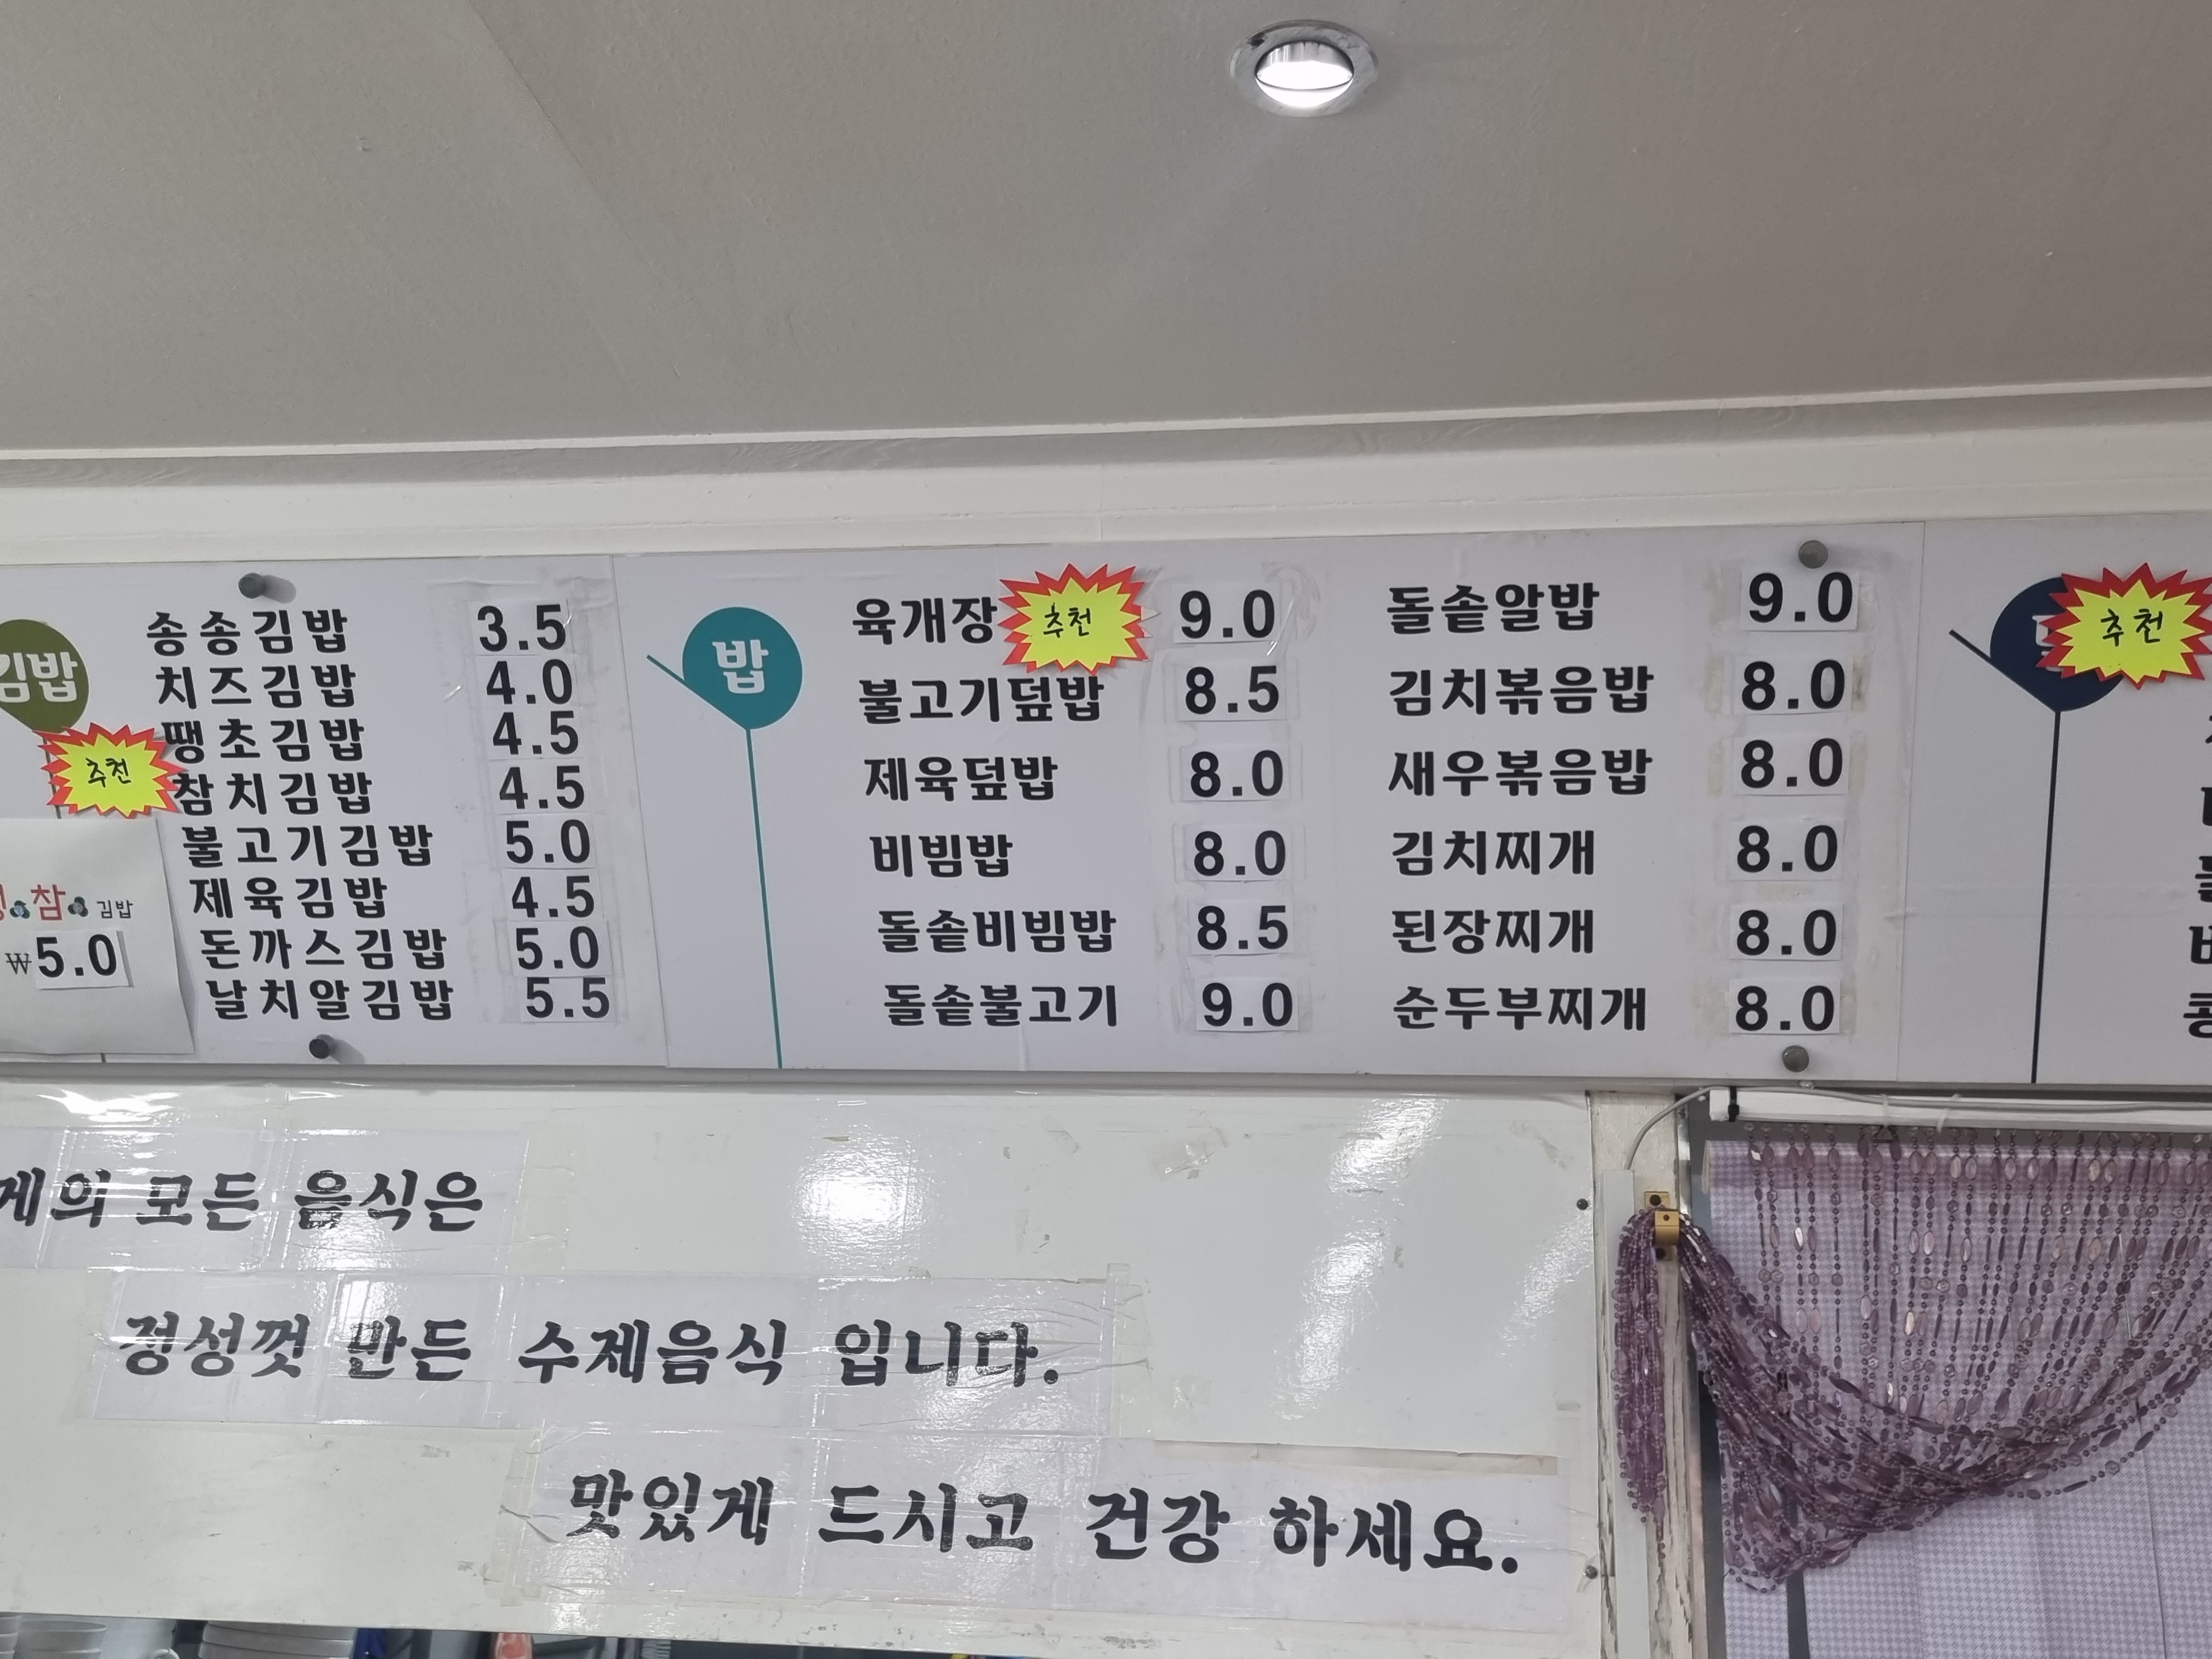 김밥
추천
송송김밥 3.5
치즈김밥 4.0
땡초김밥 4.5
참치김밥 4.5
불고기김밥 5.0
제육김밥 4.5
돈까스김밥 5.0
날치알김밥 5.5
참 김밥
₩5.0
밥
육개장 추천 9.0
불고기덮밥 8.5
제육덮밥 8.0
비빔밥 8.0
돌솥비빔밥 8.5
돌솥불고기 9.0
돌솥알밥 9.0
김치볶음밥 8.0
새우볶음밥 8.0
김치찌개 8.0
된장찌개 8.0
순두부찌개 8.0
추천
게의 모든 음식은
정성껏 만든 수제음식 입니다.
맛있게 드시고 건강 하세요.